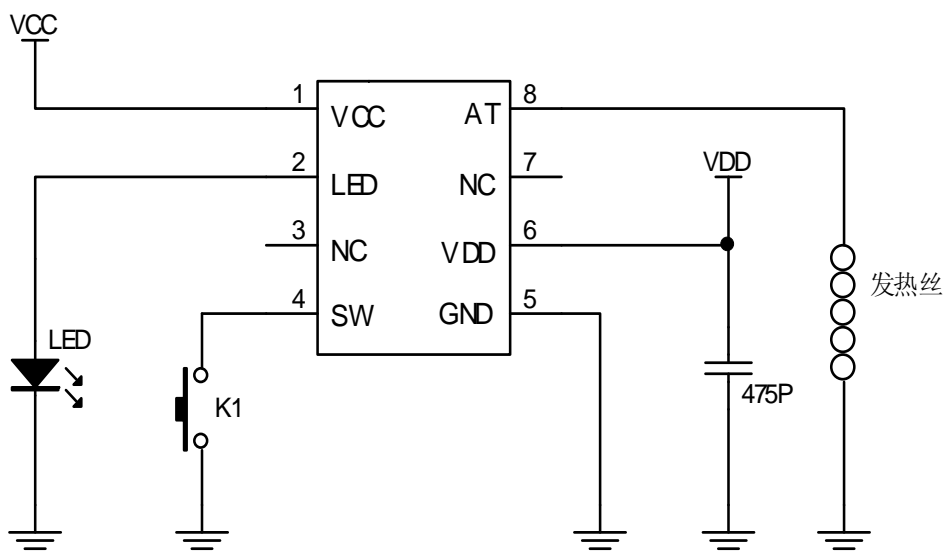 VCC
1
VCC
AT
8
2
LED
NC
7
VDD
3
NC
VDD
6
4
SW
GND
5
发热丝
LED
K1
475P